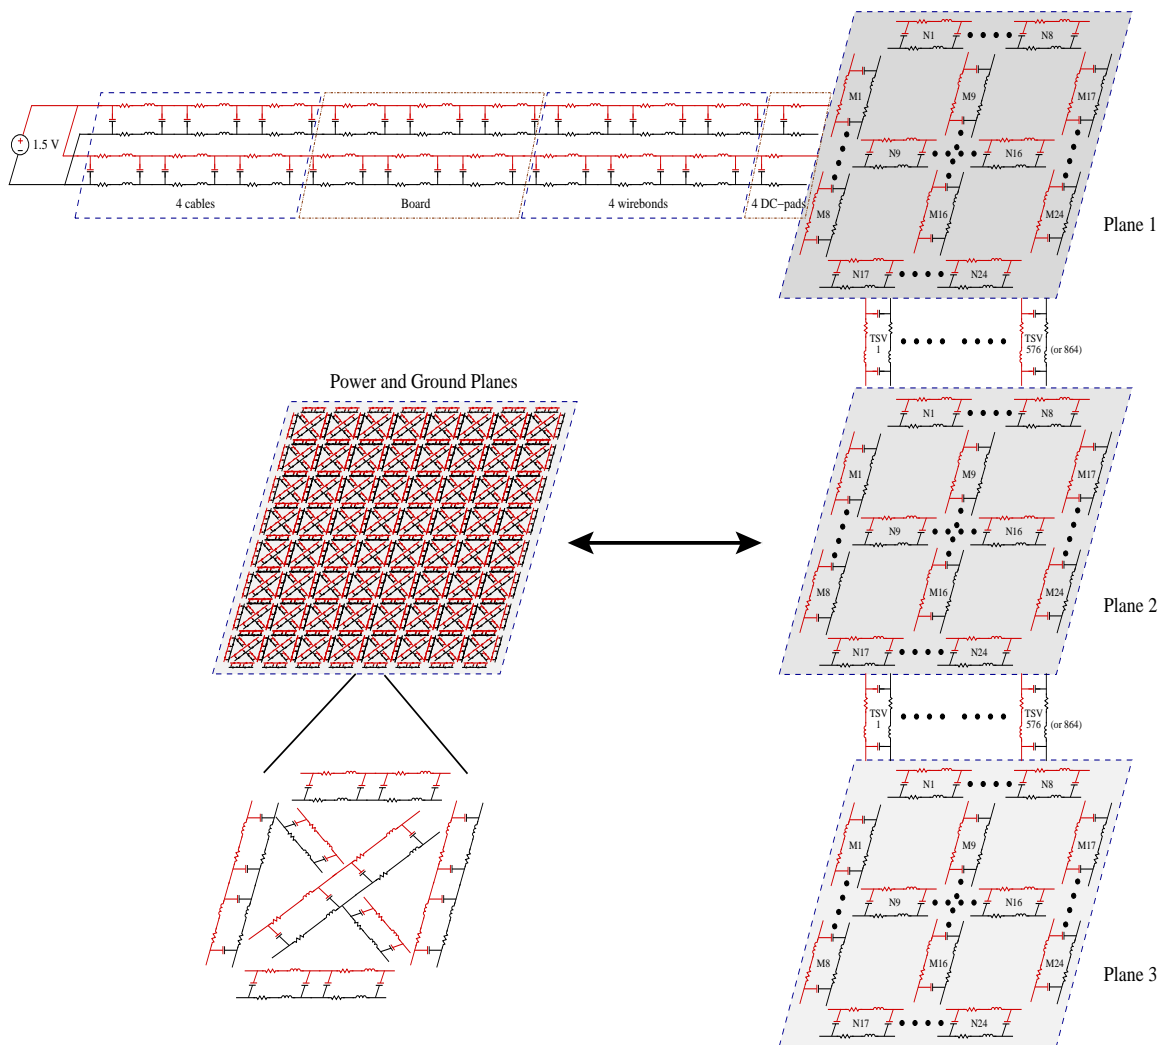 N1
N8
M1
M9
M17
1.5 V
N9
N16
4 cables
Board
4 wirebonds
4 DC–pads
M8
M16
M24
Plane 1
N17
N24
TSV
1
TSV
576
(or 864)
Power and Ground Planes
N1
N8
M1
M9
M17
N9
N16
M8
M16
M24
Plane 2
N17
N24
TSV
1
TSV
576
(or 864)
N1
N8
M1
M9
M17
N9
N16
M8
M16
M24
Plane 3
N17
N24